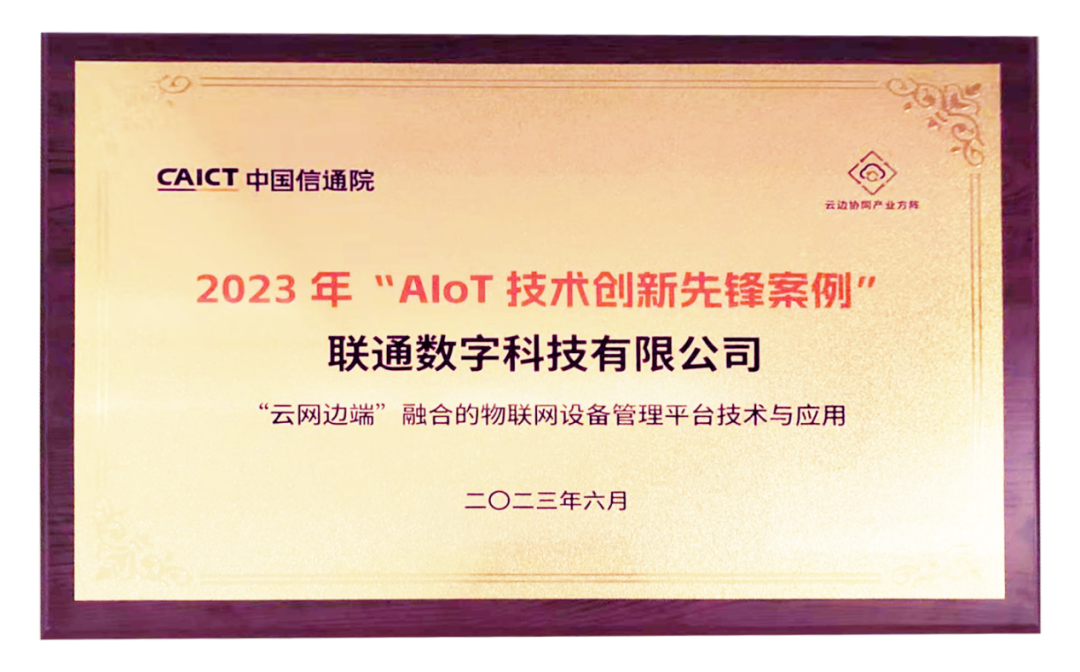 CAICT 中国信通院
云边协同产业方阵
2023 年 “AIoT 技术创新先锋案例”
联通数字科技有限公司
“云网边端”融合的物联网设备管理平台技术与应用
二〇二三年六月